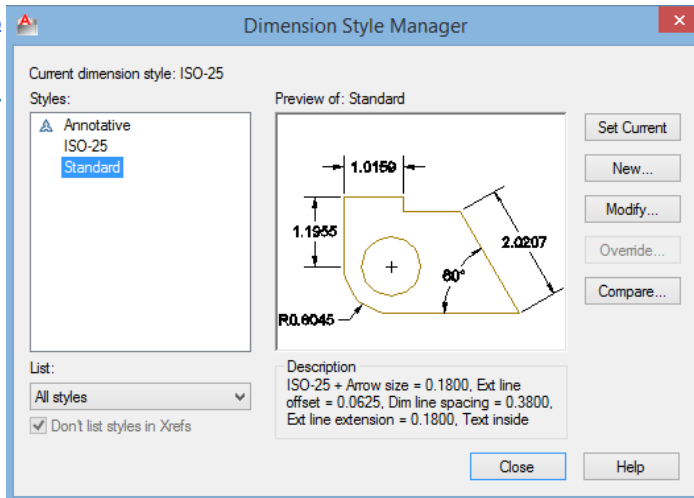 Dimension Style Manager
Current dimension style: ISO-25
Styles:
Annotative
ISO-25
Standard
Preview of: Standard
1.0159
1.1955
2.0207
60°
R0.8045
Set Current
New...
Modify...
Override...
Compare...
List:
All styles
Don't list styles in Xrefs
Description
ISO-25 + Arrow size = 0.1800, Ext line
offset = 0.0625, Dim line spacing = 0.3800,
Ext line extension = 0.1800, Text inside
Close
Help